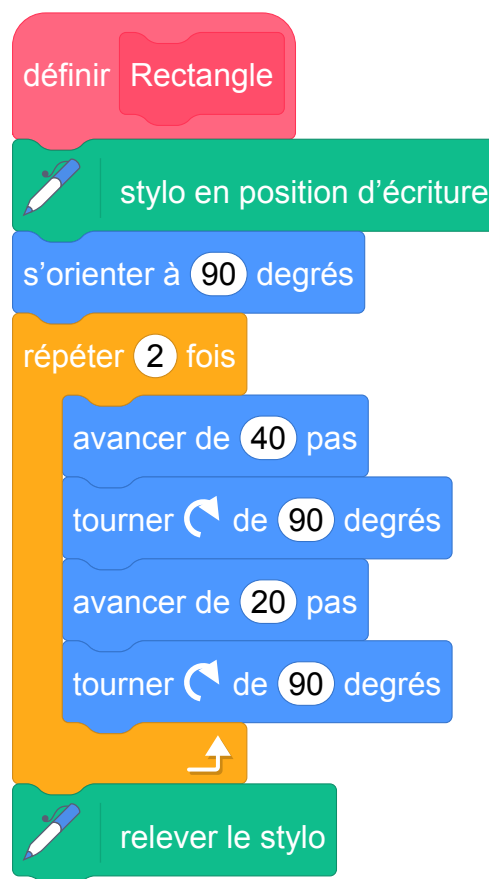 définir Rectangle
stylo en position d’écriture
s’orienter à 90 degrés
répéter 2 fois
avancer de 40 pas
tourner de 90 degrés
avancer de 20 pas
tourner de 90 degrés
relever le stylo